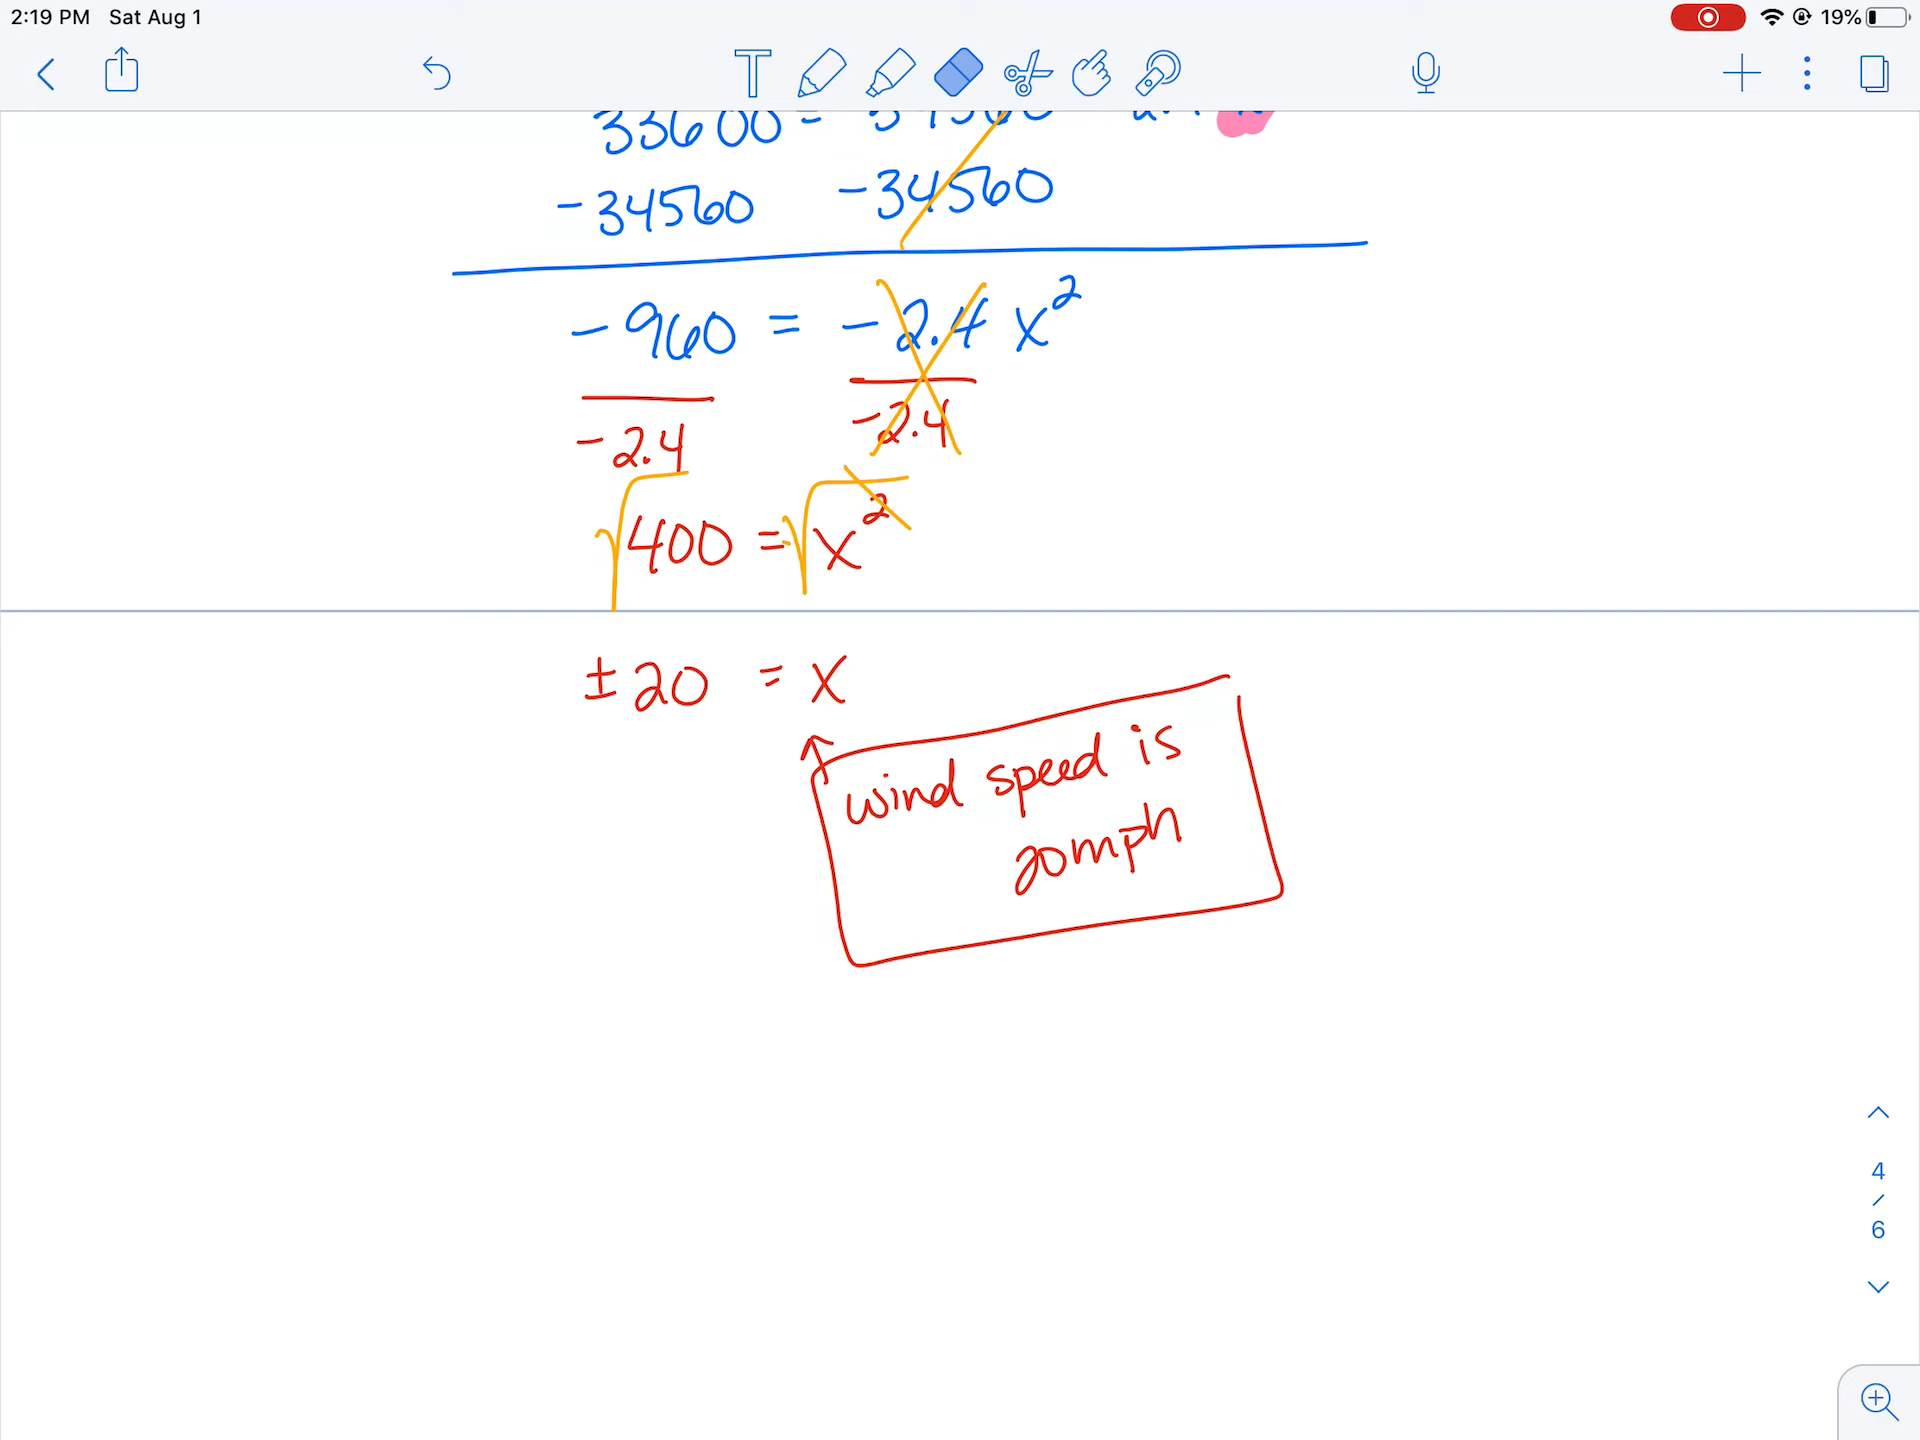 2:19 PM Sat Aug 1 19%
T
33600 =
-34560 -34560
-960 = -2.4 x²
-2.4 -2.4
√400 = √x²
±20 = x
wind speed is
20mph
4
/
6